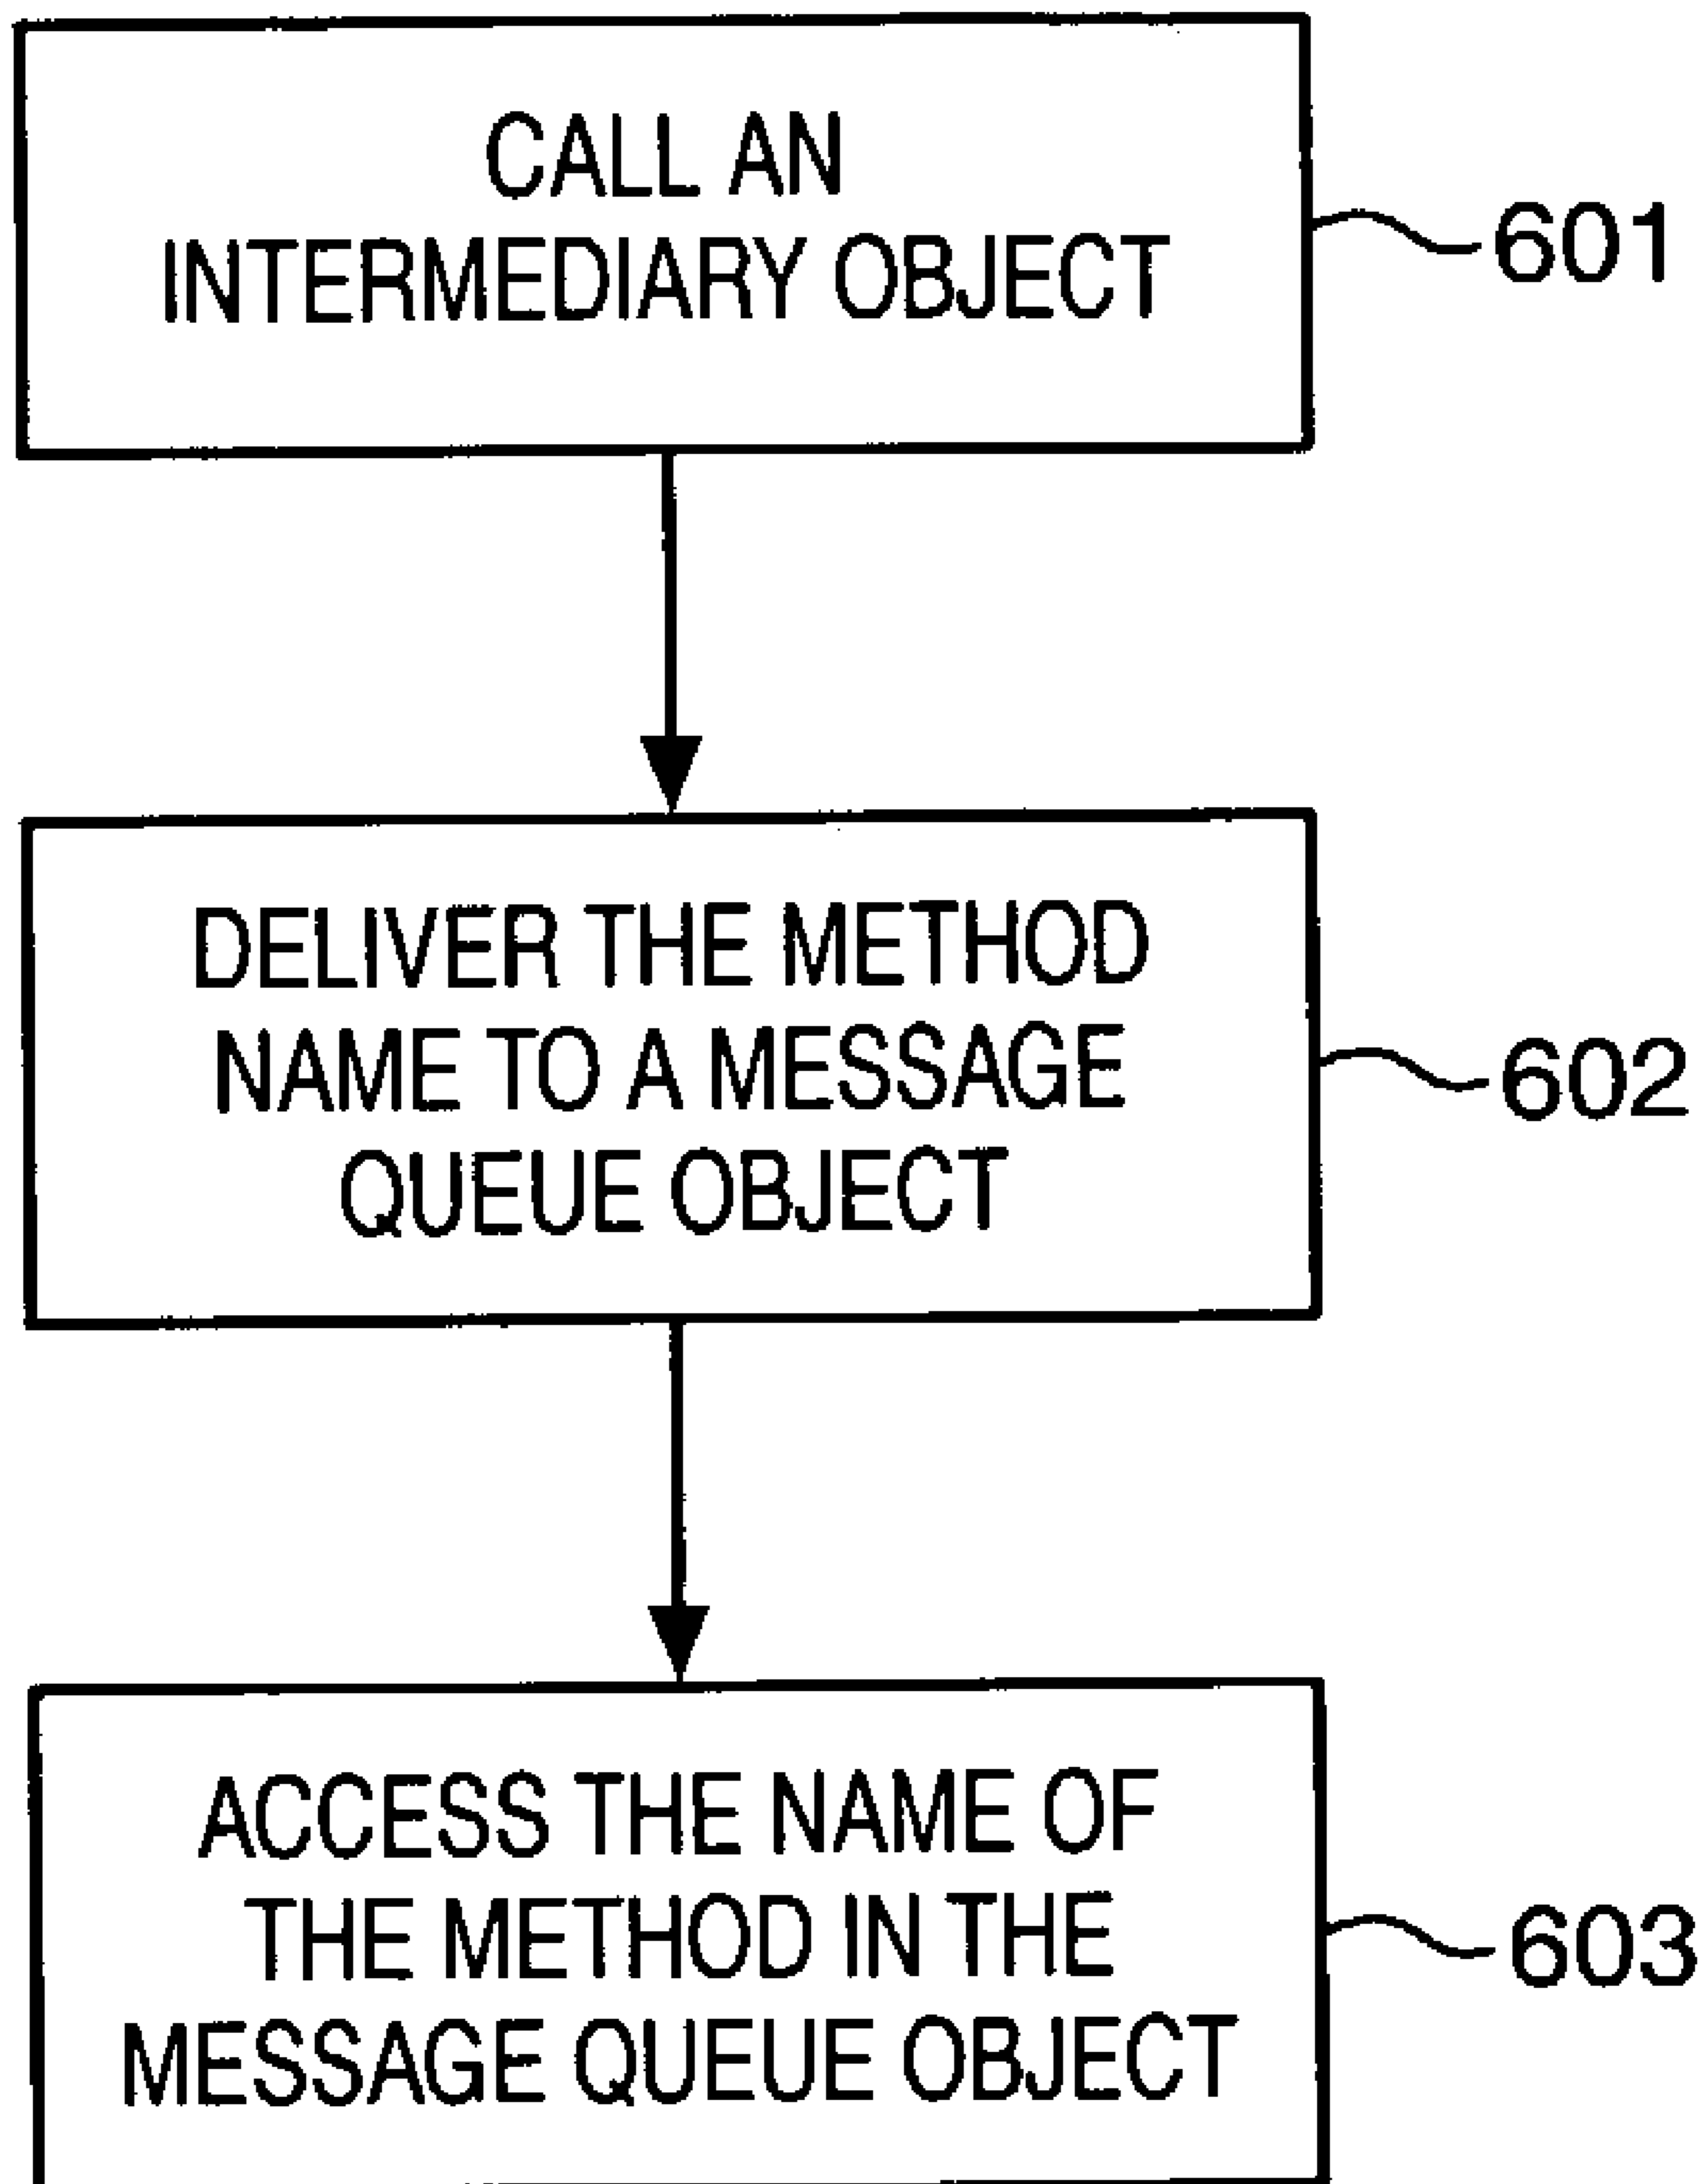 CALL AN
INTERMEDIARY OBJECT
601
DELIVER THE METHOD
NAME TO A MESSAGE
QUEUE OBJECT
602
ACCESS THE NAME OF
THE METHOD IN THE
MESSAGE QUEUE OBJECT
603